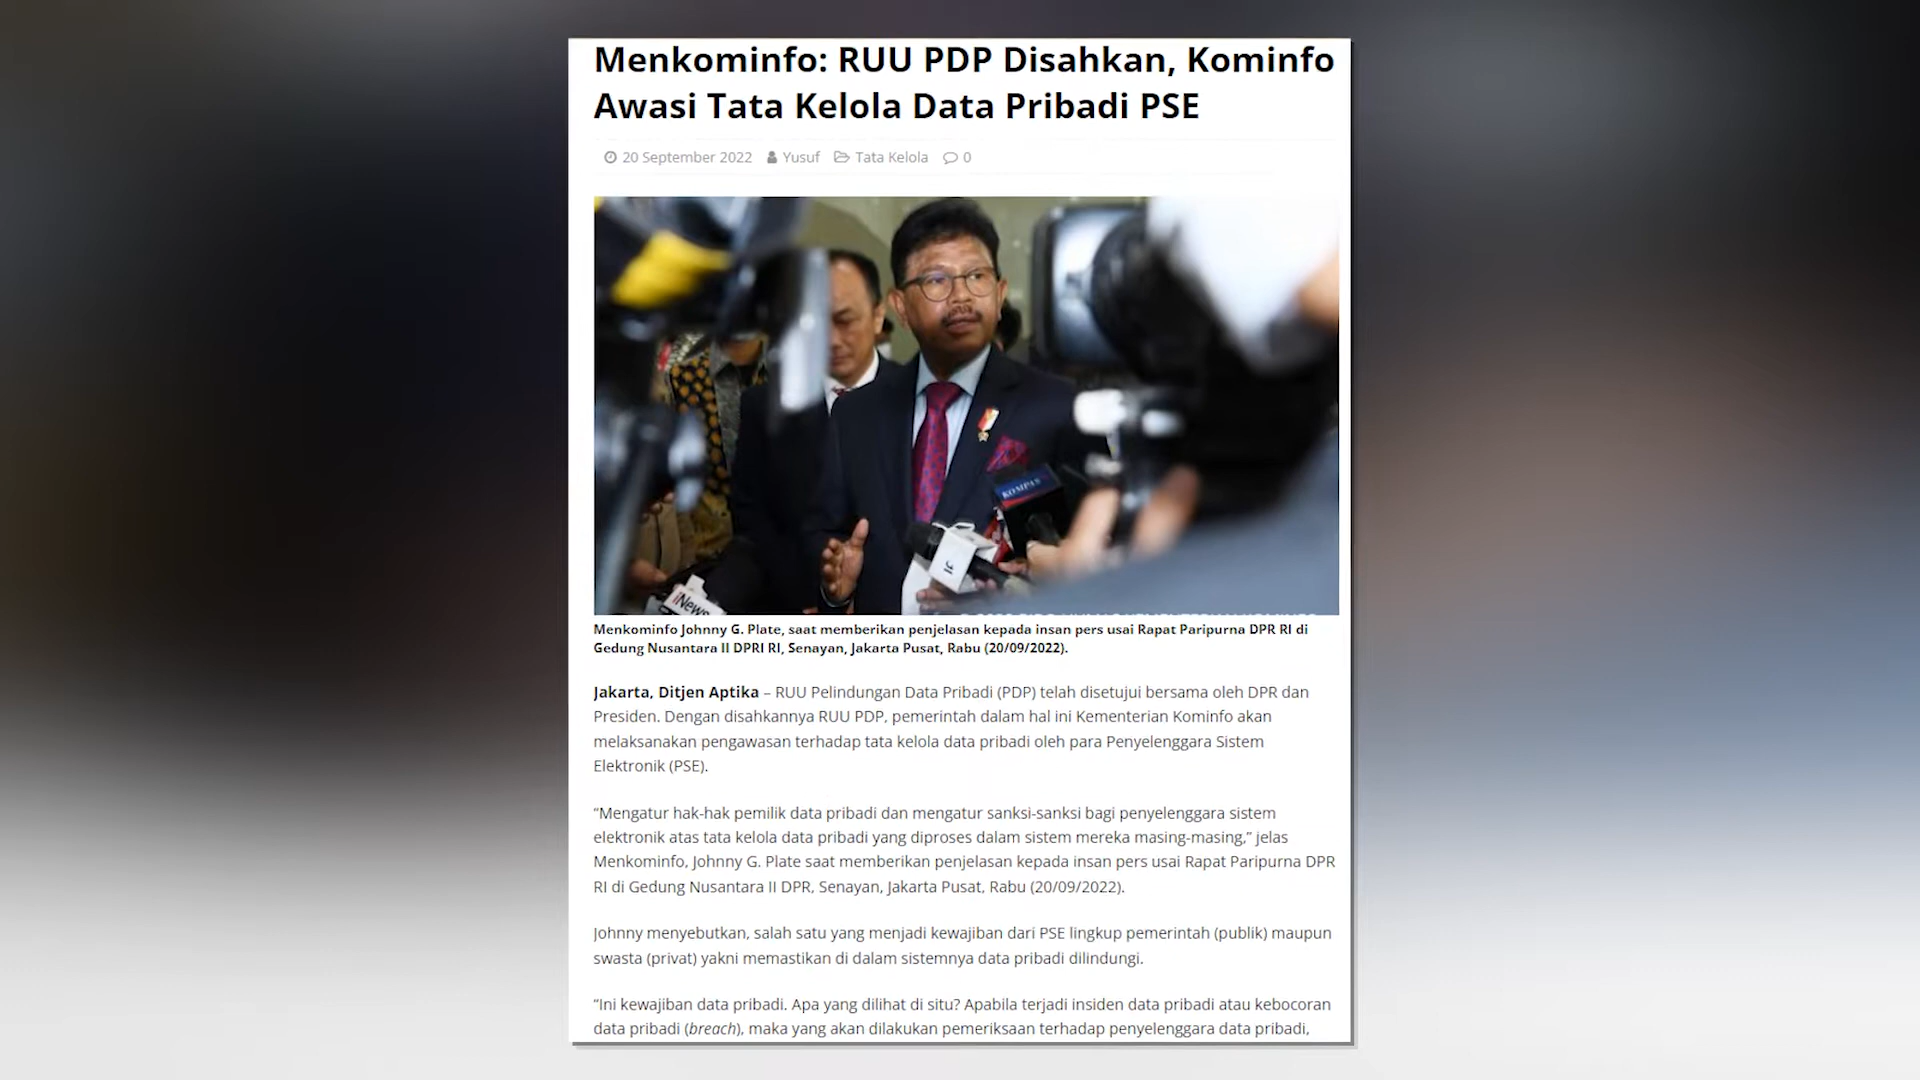 Menkominfo: RUU PDP Disahkan, Kominfo
Awasi Tata Kelola Data Pribadi PSE
20 September 2022 Yusuf Tata Kelola 0
KOMPAS
iNews
Menkominfo Johnny G. Plate, saat memberikan penjelasan kepada insan pers usai Rapat Paripurna DPR RI di
Gedung Nusantara II DPRI RI, Senayan, Jakarta Pusat, Rabu (20/09/2022).
Jakarta, Ditjen Aptika – RUU Pelindungan Data Pribadi (PDP) telah disetujui bersama oleh DPR dan
Presiden. Dengan disahkannya RUU PDP, pemerintah dalam hal ini Kementerian Kominfo akan
melaksanakan pengawasan terhadap tata kelola data pribadi oleh para Penyelenggara Sistem
Elektronik (PSE).
“Mengatur hak-hak pemilik data pribadi dan mengatur sanksi-sanksi bagi penyelenggara sistem
elektronik atas tata kelola data pribadi yang diproses dalam sistem mereka masing-masing,” jelas
Menkominfo, Johnny G. Plate saat memberikan penjelasan kepada insan pers usai Rapat Paripurna DPR
RI di Gedung Nusantara II DPR, Senayan, Jakarta Pusat, Rabu (20/09/2022).
Johnny menyebutkan, salah satu yang menjadi kewajiban dari PSE lingkup pemerintah (publik) maupun
swasta (privat) yakni memastikan di dalam sistemnya data pribadi dilindungi.
“Ini kewajiban data pribadi. Apa yang dilihat di situ? Apabila terjadi insiden data pribadi atau kebocoran
data pribadi (breach), maka yang akan dilakukan pemeriksaan terhadap penyelenggara data pribadi,